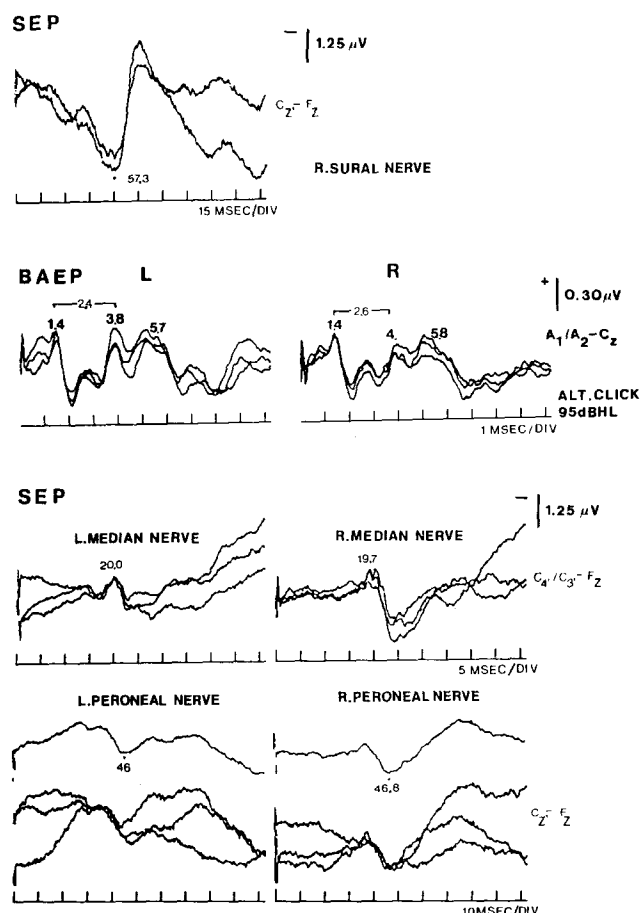 SEP
– 1.25 µV
Cz'– Fz
57,3
R.SURAL NERVE
15 MSEC/DIV
BAEP L R
+ 0.30µV
2,4
2,6
1,4 3,8 5,7
1,4 4, 5,8
A1/A2–Cz
ALT. CLICK
95dBHL
1 MSEC/DIV
SEP
– 1.25 µV
L.MEDIAN NERVE R.MEDIAN NERVE
20,0 19,7
C4'/C3'– Fz
5 MSEC/DIV
L.PERONEAL NERVE R.PERONEAL NERVE
46 46,8
Cz'– Fz
10MSEC/DIV